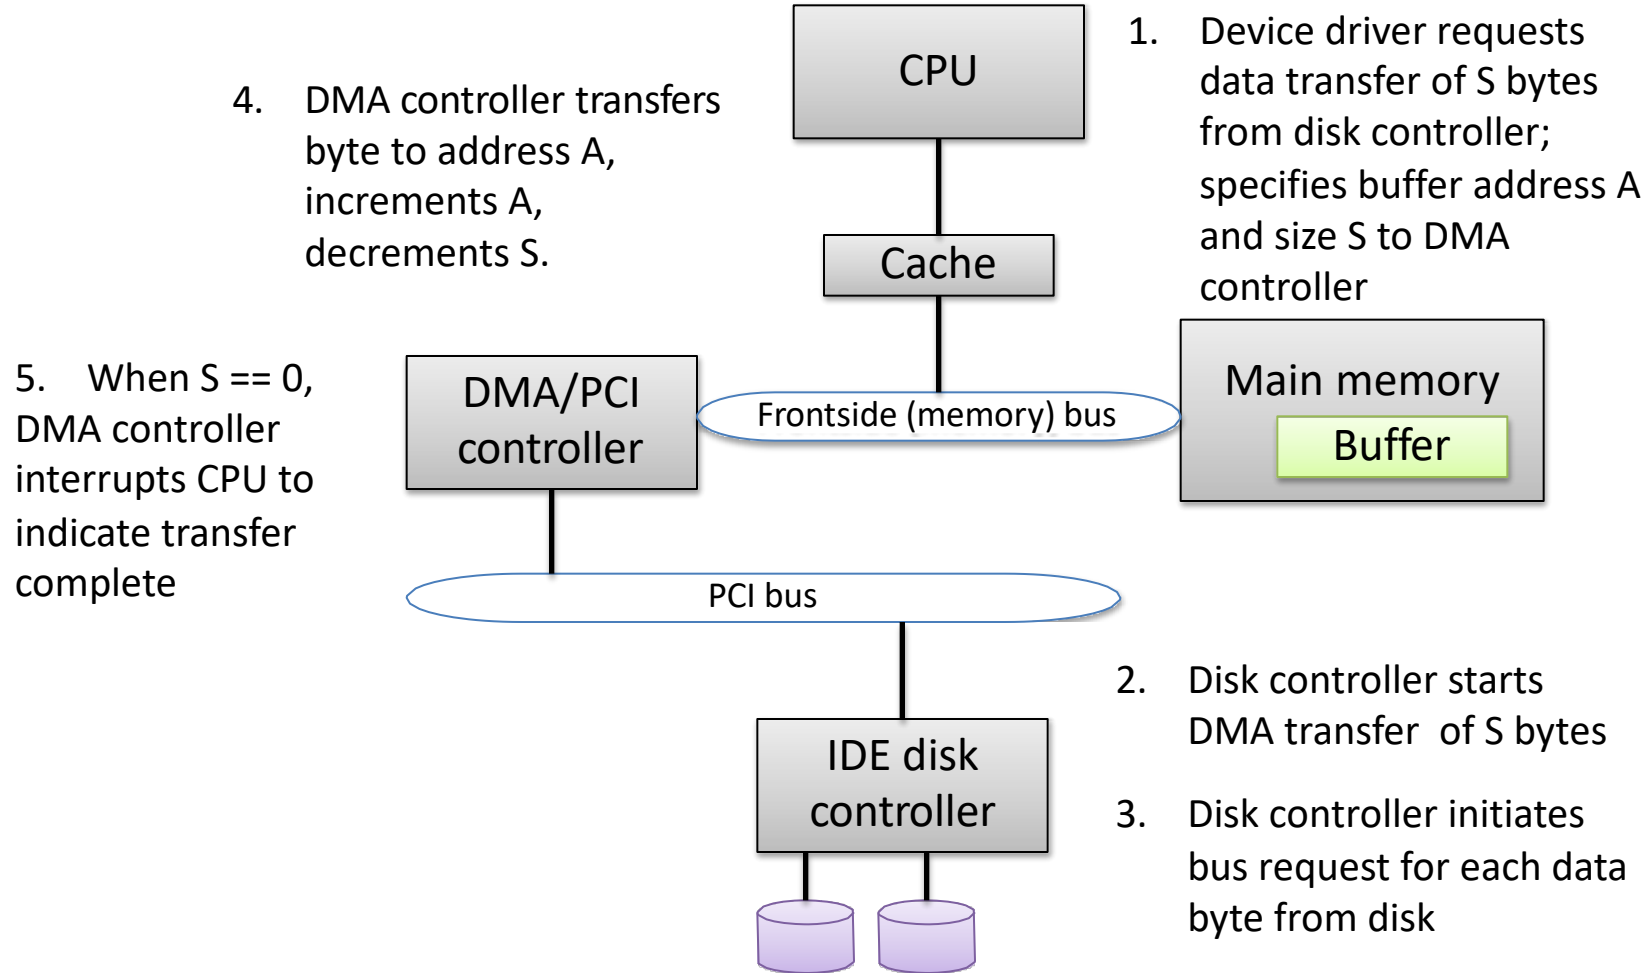 CPU
1. Device driver requests
data transfer of S bytes
from disk controller;
specifies buffer address A
and size S to DMA
controller
4. DMA controller transfers
byte to address A,
increments A,
decrements S.
Cache
5. When S == 0,
DMA controller
interrupts CPU to
indicate transfer
complete
DMA/PCI
controller
Frontside (memory) bus
Main memory
Buffer
PCI bus
2. Disk controller starts
DMA transfer of S bytes
IDE disk
controller
3. Disk controller initiates
bus request for each data
byte from disk